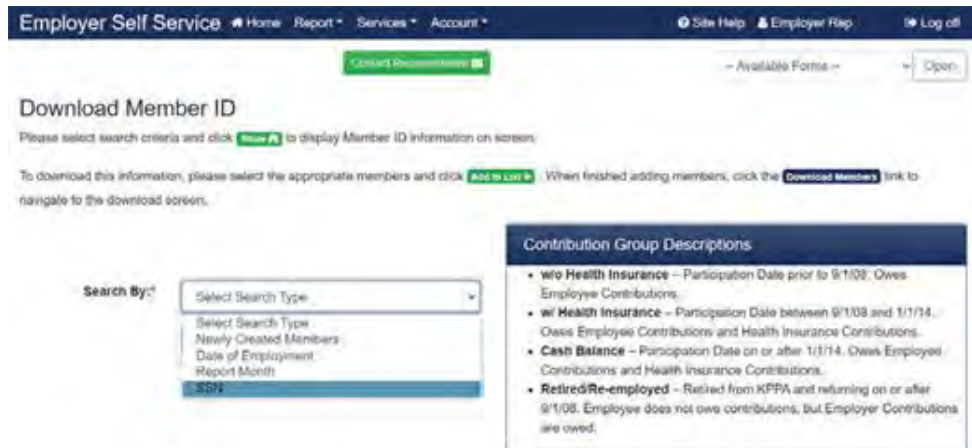 Employer Self Service Home Report Services Account Site Help Employer Rep Log off
-- Available Forms -- Open
Download Member ID
Please select search criteria and click Show to display Member ID information on screen.
To download this information, please select the appropriate members and click Add to List . When finished adding members, click the Download Members link to
navigate to the download screen.
Contribution Group Descriptions
Search By:*
Select Search Type
Select Search Type
Newly Created Members
Date of Employment
Report Month
SSN
• w/o Health Insurance – Participation Date prior to 9/1/08. Owes
Employee Contributions.
• w/ Health Insurance – Participation Date between 9/1/08 and 1/1/14.
Owes Employee Contributions and Health Insurance Contributions.
• Cash Balance – Participation Date on or after 1/1/14. Owes Employee
Contributions and Health Insurance Contributions.
• Retired/Re-employed – Retired from KPPA and returning on or after
9/1/08. Employee does not owe contributions, but Employer Contributions
are owed.